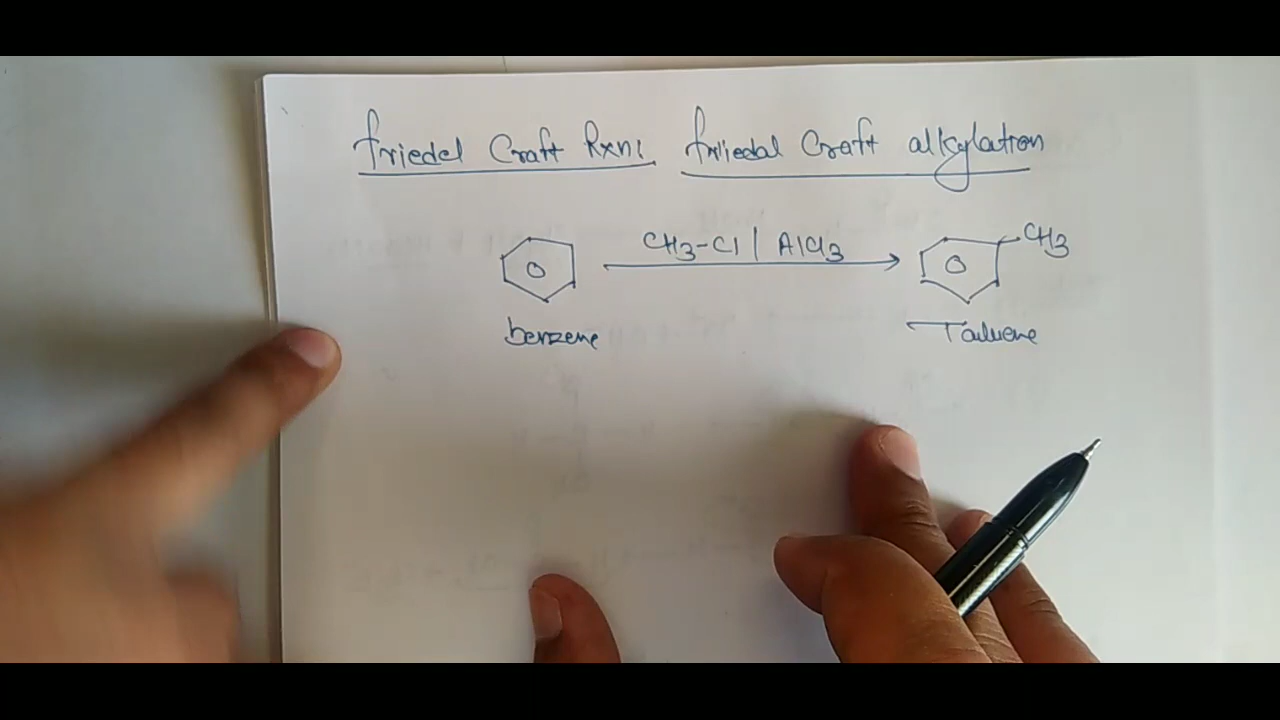 Friedel Craft Rxn: Friedal Craft alkylation
CH3-Cl | AlCl3
CH3
benzene
Toluene